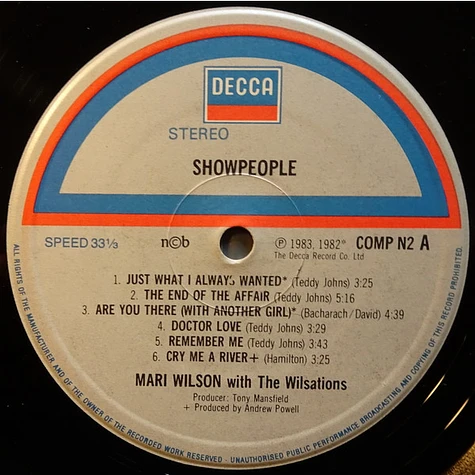 DECCA
STEREO
SHOWPEOPLE
SPEED 33⅓
n©b
℗ 1983, 1982* COMP N2 A
The Decca Record Co. Ltd
1. JUST WHAT I ALWAYS WANTED* (Teddy Johns) 3:25
2. THE END OF THE AFFAIR (Teddy Johns) 5:16
3. ARE YOU THERE (WITH ANOTHER GIRL)* (Bacharach/David) 4:39
4. DOCTOR LOVE (Teddy Johns) 3:29
5. REMEMBER ME (Teddy Johns) 3:43
6. CRY ME A RIVER+ (Hamilton) 3:25
MARI WILSON with The Wilsations
Producer: Tony Mansfield
+ Produced by Andrew Powell
ALL RIGHTS OF THE MANUFACTURER AND OF THE OWNER OF THE RECORDED WORK RESERVED - UNAUTHORISED PUBLIC PERFORMANCE BROADCASTING AND COPYING OF THIS RECORD PROHIBITED.